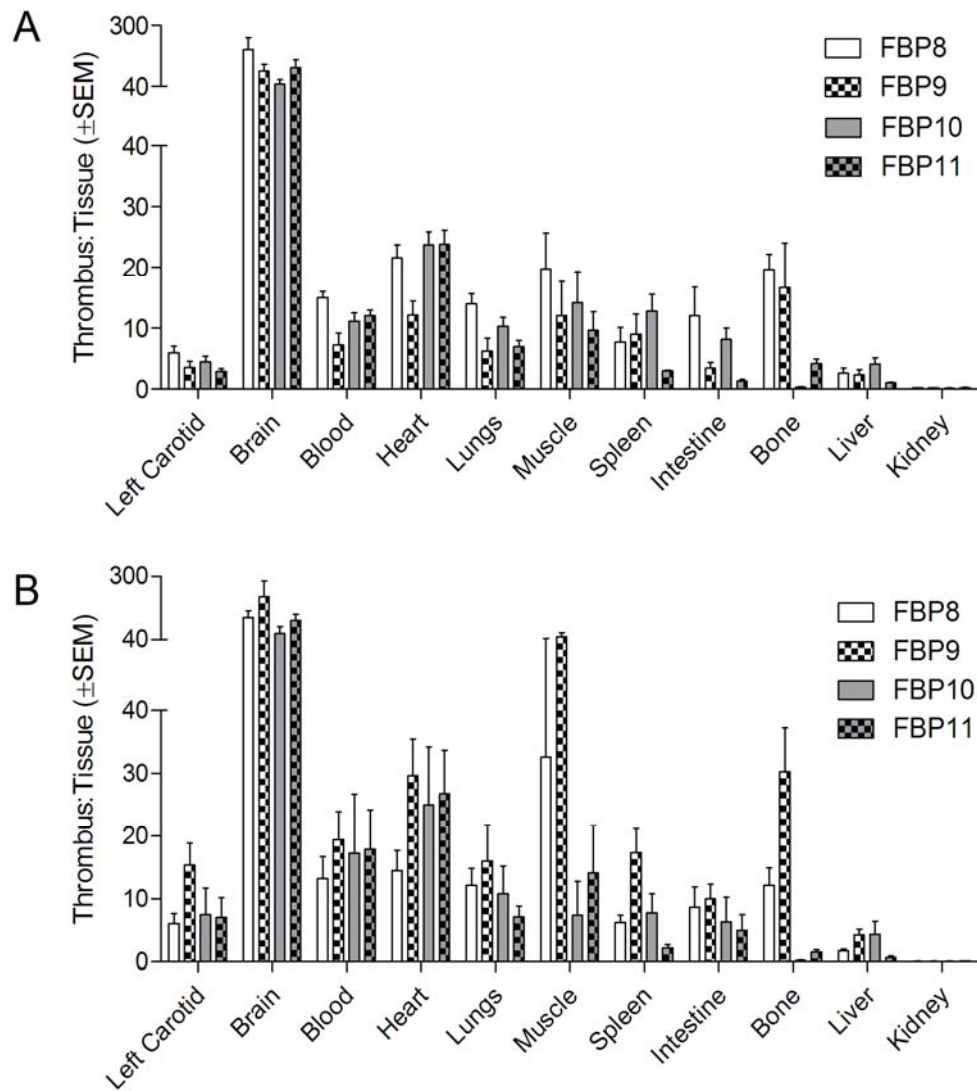 A
Thrombus:Tissue (±SEM)
300
40
40
30
20
10
0
FBP8
FBP9
FBP10
FBP11
Left Carotid
Brain
Blood
Heart
Lungs
Muscle
Spleen
Intestine
Bone
Liver
Kidney
B
Thrombus:Tissue (±SEM)
300
40
40
30
20
10
0
FBP8
FBP9
FBP10
FBP11
Left Carotid
Brain
Blood
Heart
Lungs
Muscle
Spleen
Intestine
Bone
Liver
Kidney